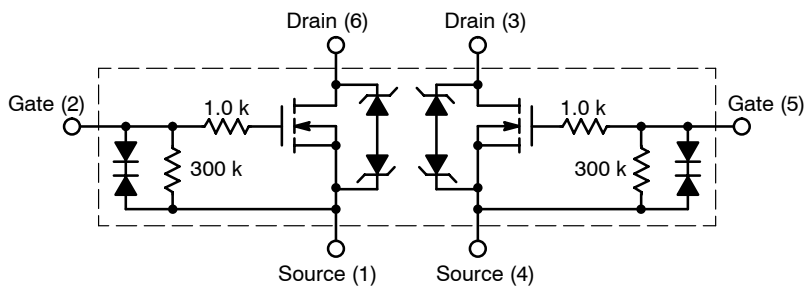 Drain (6)
Drain (3)
Gate (2)
1.0 k
1.0 k
Gate (5)
300 k
300 k
Source (1)
Source (4)